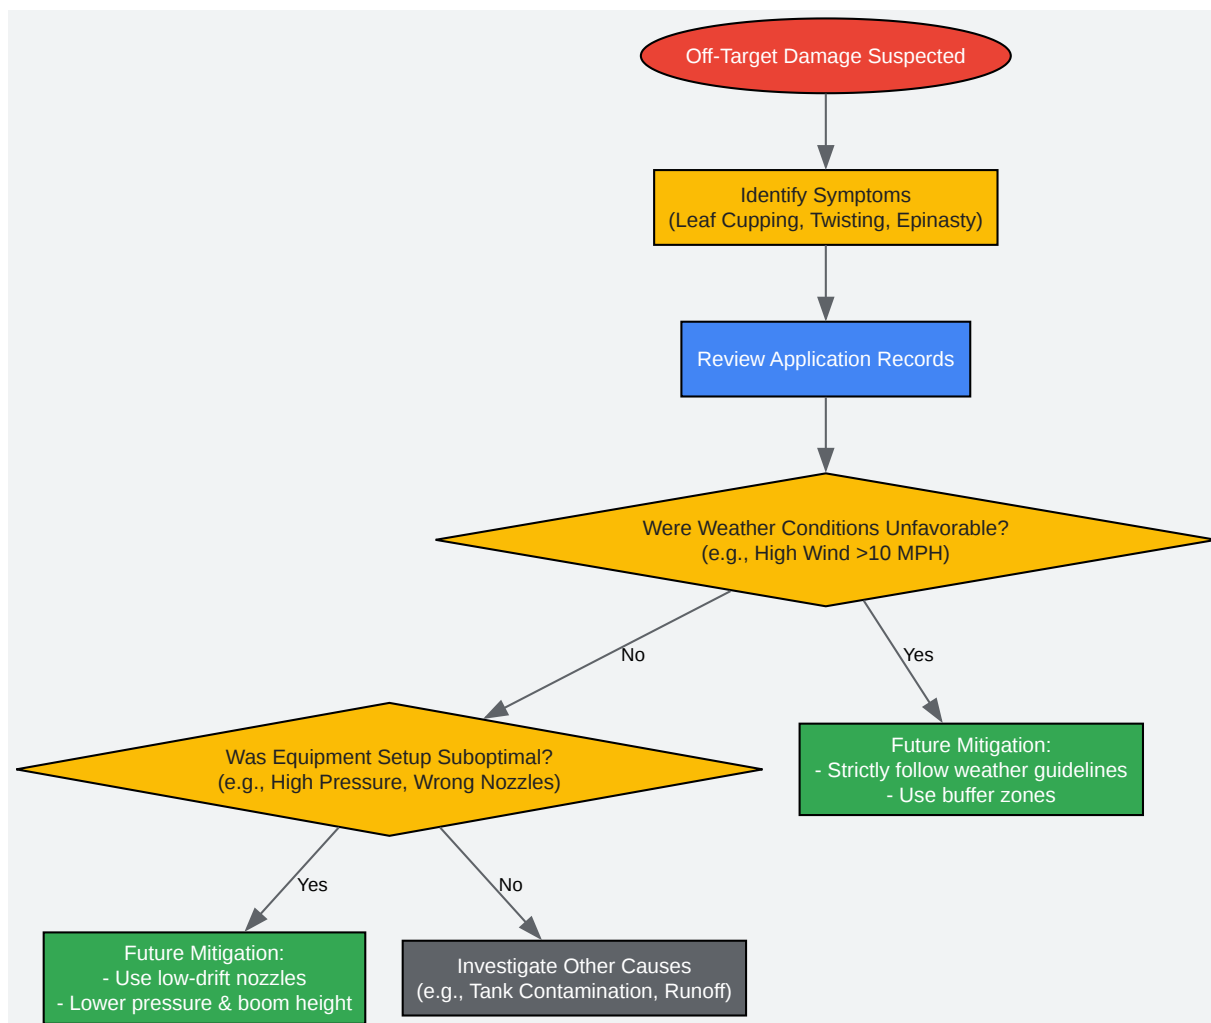 Off-Target Damage Suspected
Identify Symptoms
(Leaf Cupping, Twisting, Epinasty)
Review Application Records
Were Weather Conditions Unfavorable?
(e.g., High Wind >10 MPH)
No
Yes
Was Equipment Setup Suboptimal?
(e.g., High Pressure, Wrong Nozzles)
Future Mitigation:
- Strictly follow weather guidelines
- Use buffer zones
Yes
No
Future Mitigation:
- Use low-drift nozzles
- Lower pressure & boom height
Investigate Other Causes
(e.g., Tank Contamination, Runoff)